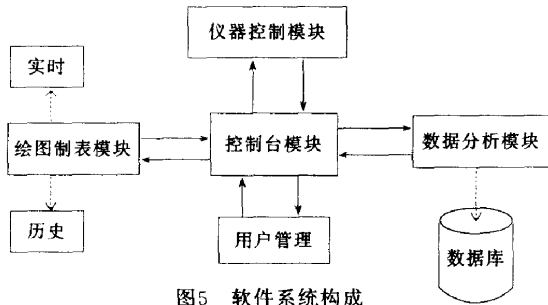 仪器控制模块
实时
绘图制表模块
控制台模块
数据分析模块
历史
用户管理
数据库
图5 软件系统构成